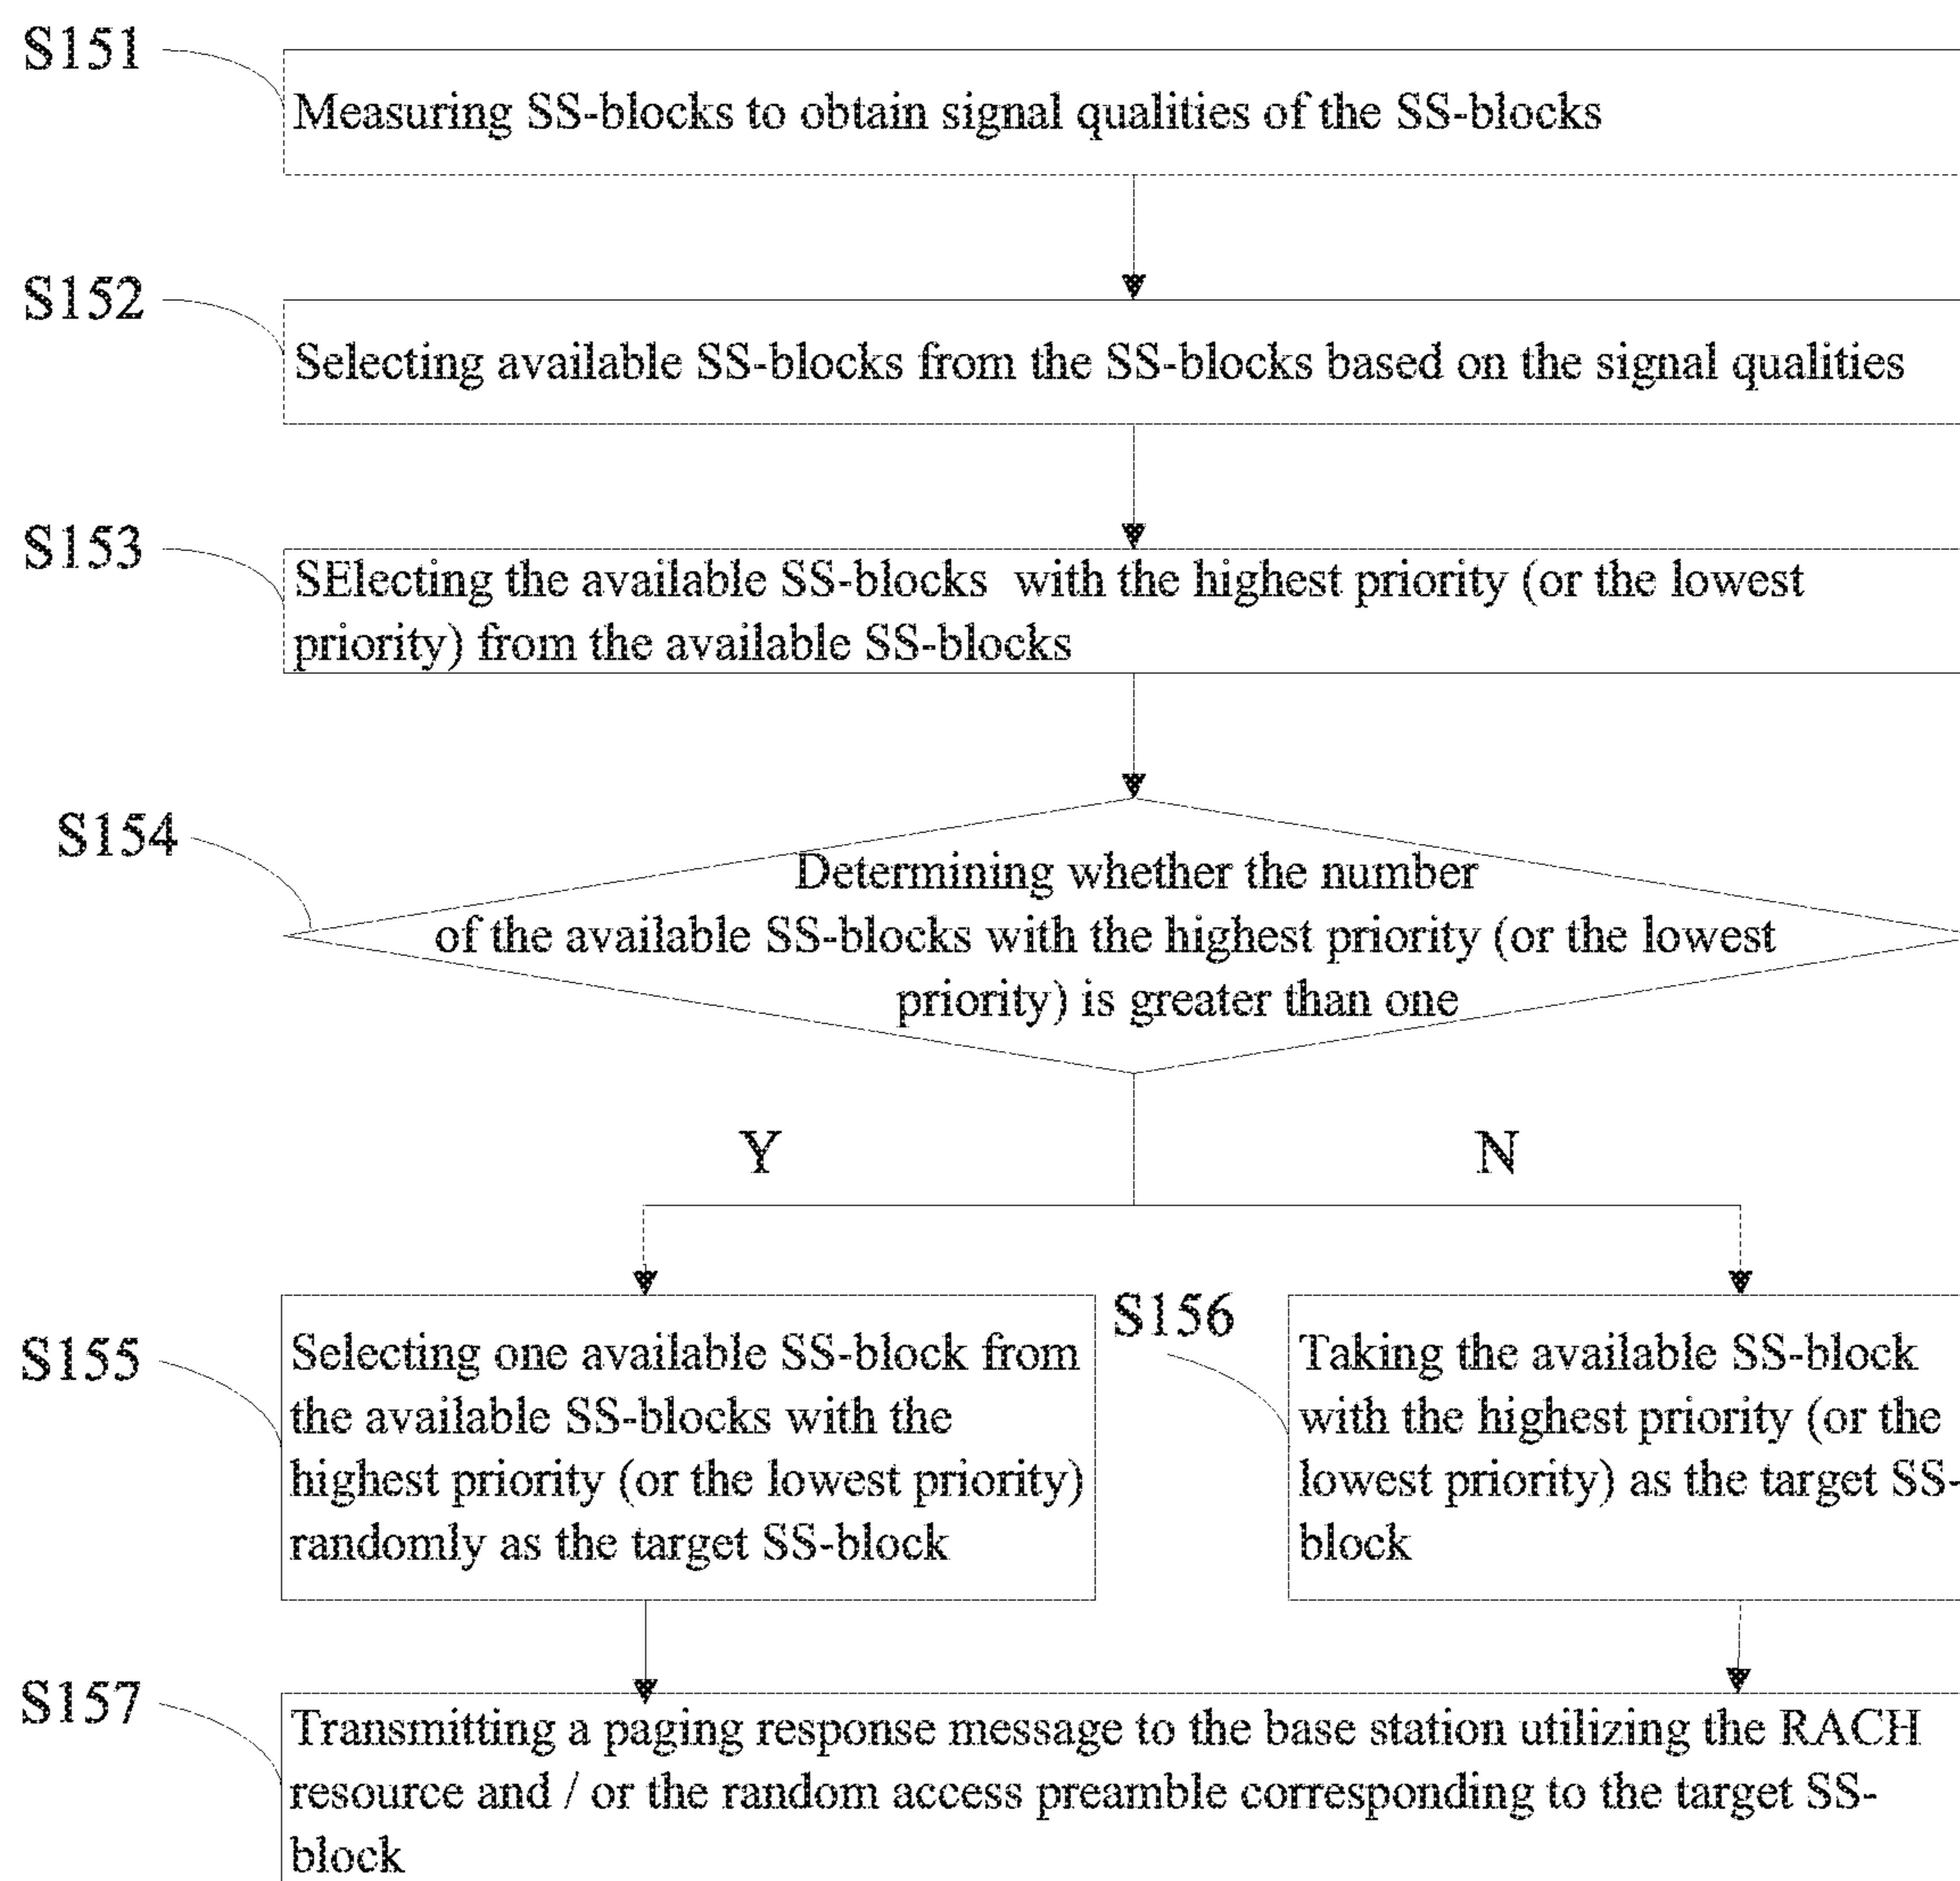 S151
Measuring SS-blocks to obtain signal qualities of the SS-blocks
S152
Selecting available SS-blocks from the SS-blocks based on the signal qualities
S153
SElecting the available SS-blocks  with the highest priority (or the lowest
priority) from the available SS-blocks
S154
Determining whether the number
of the available SS-blocks with the highest priority (or the lowest
priority) is greater than one
Y
N
S155
Selecting one available SS-block from
the available SS-blocks with the
highest priority (or the lowest priority)
randomly as the target SS-block
S156
Taking the available SS-block
with the highest priority (or the
lowest priority) as the target SS-
block
S157
Transmitting a paging response message to the base station utilizing the RACH
resource and / or the random access preamble corresponding to the target SS-
block